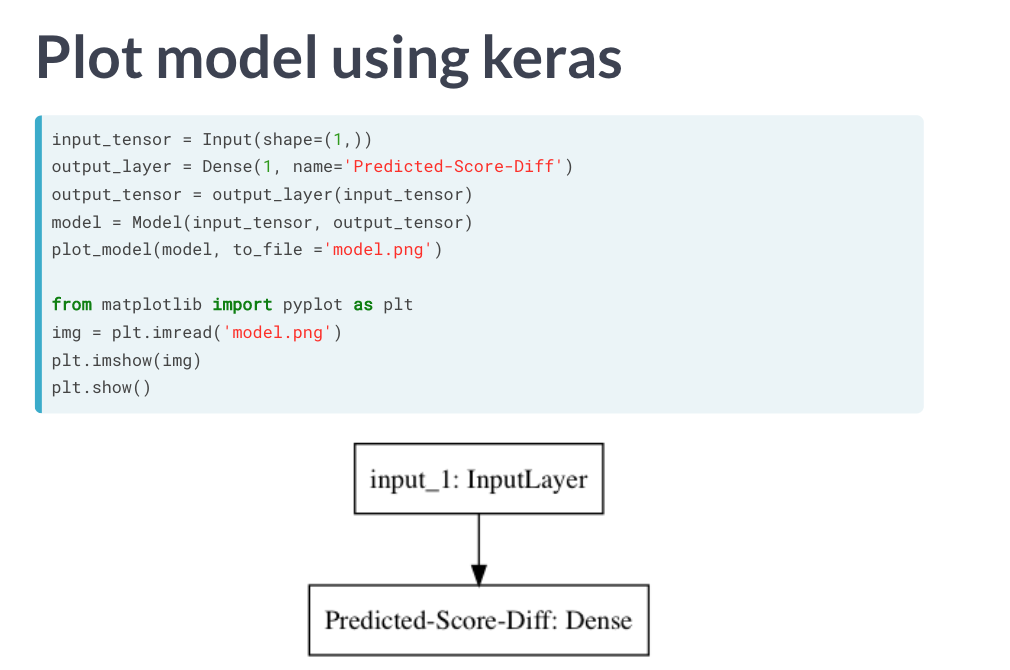 Plot model using keras
input_tensor = Input(shape=(1,))
output_layer = Dense(1, name='Predicted-Score-Diff')
output_tensor = output_layer(input_tensor)
model = Model(input_tensor, output_tensor)
plot_model(model, to_file ='model.png')
from matplotlib import pyplot as plt
img = plt.imread('model.png')
plt.imshow(img)
plt.show()
input_1: InputLayer
Predicted-Score-Diff: Dense